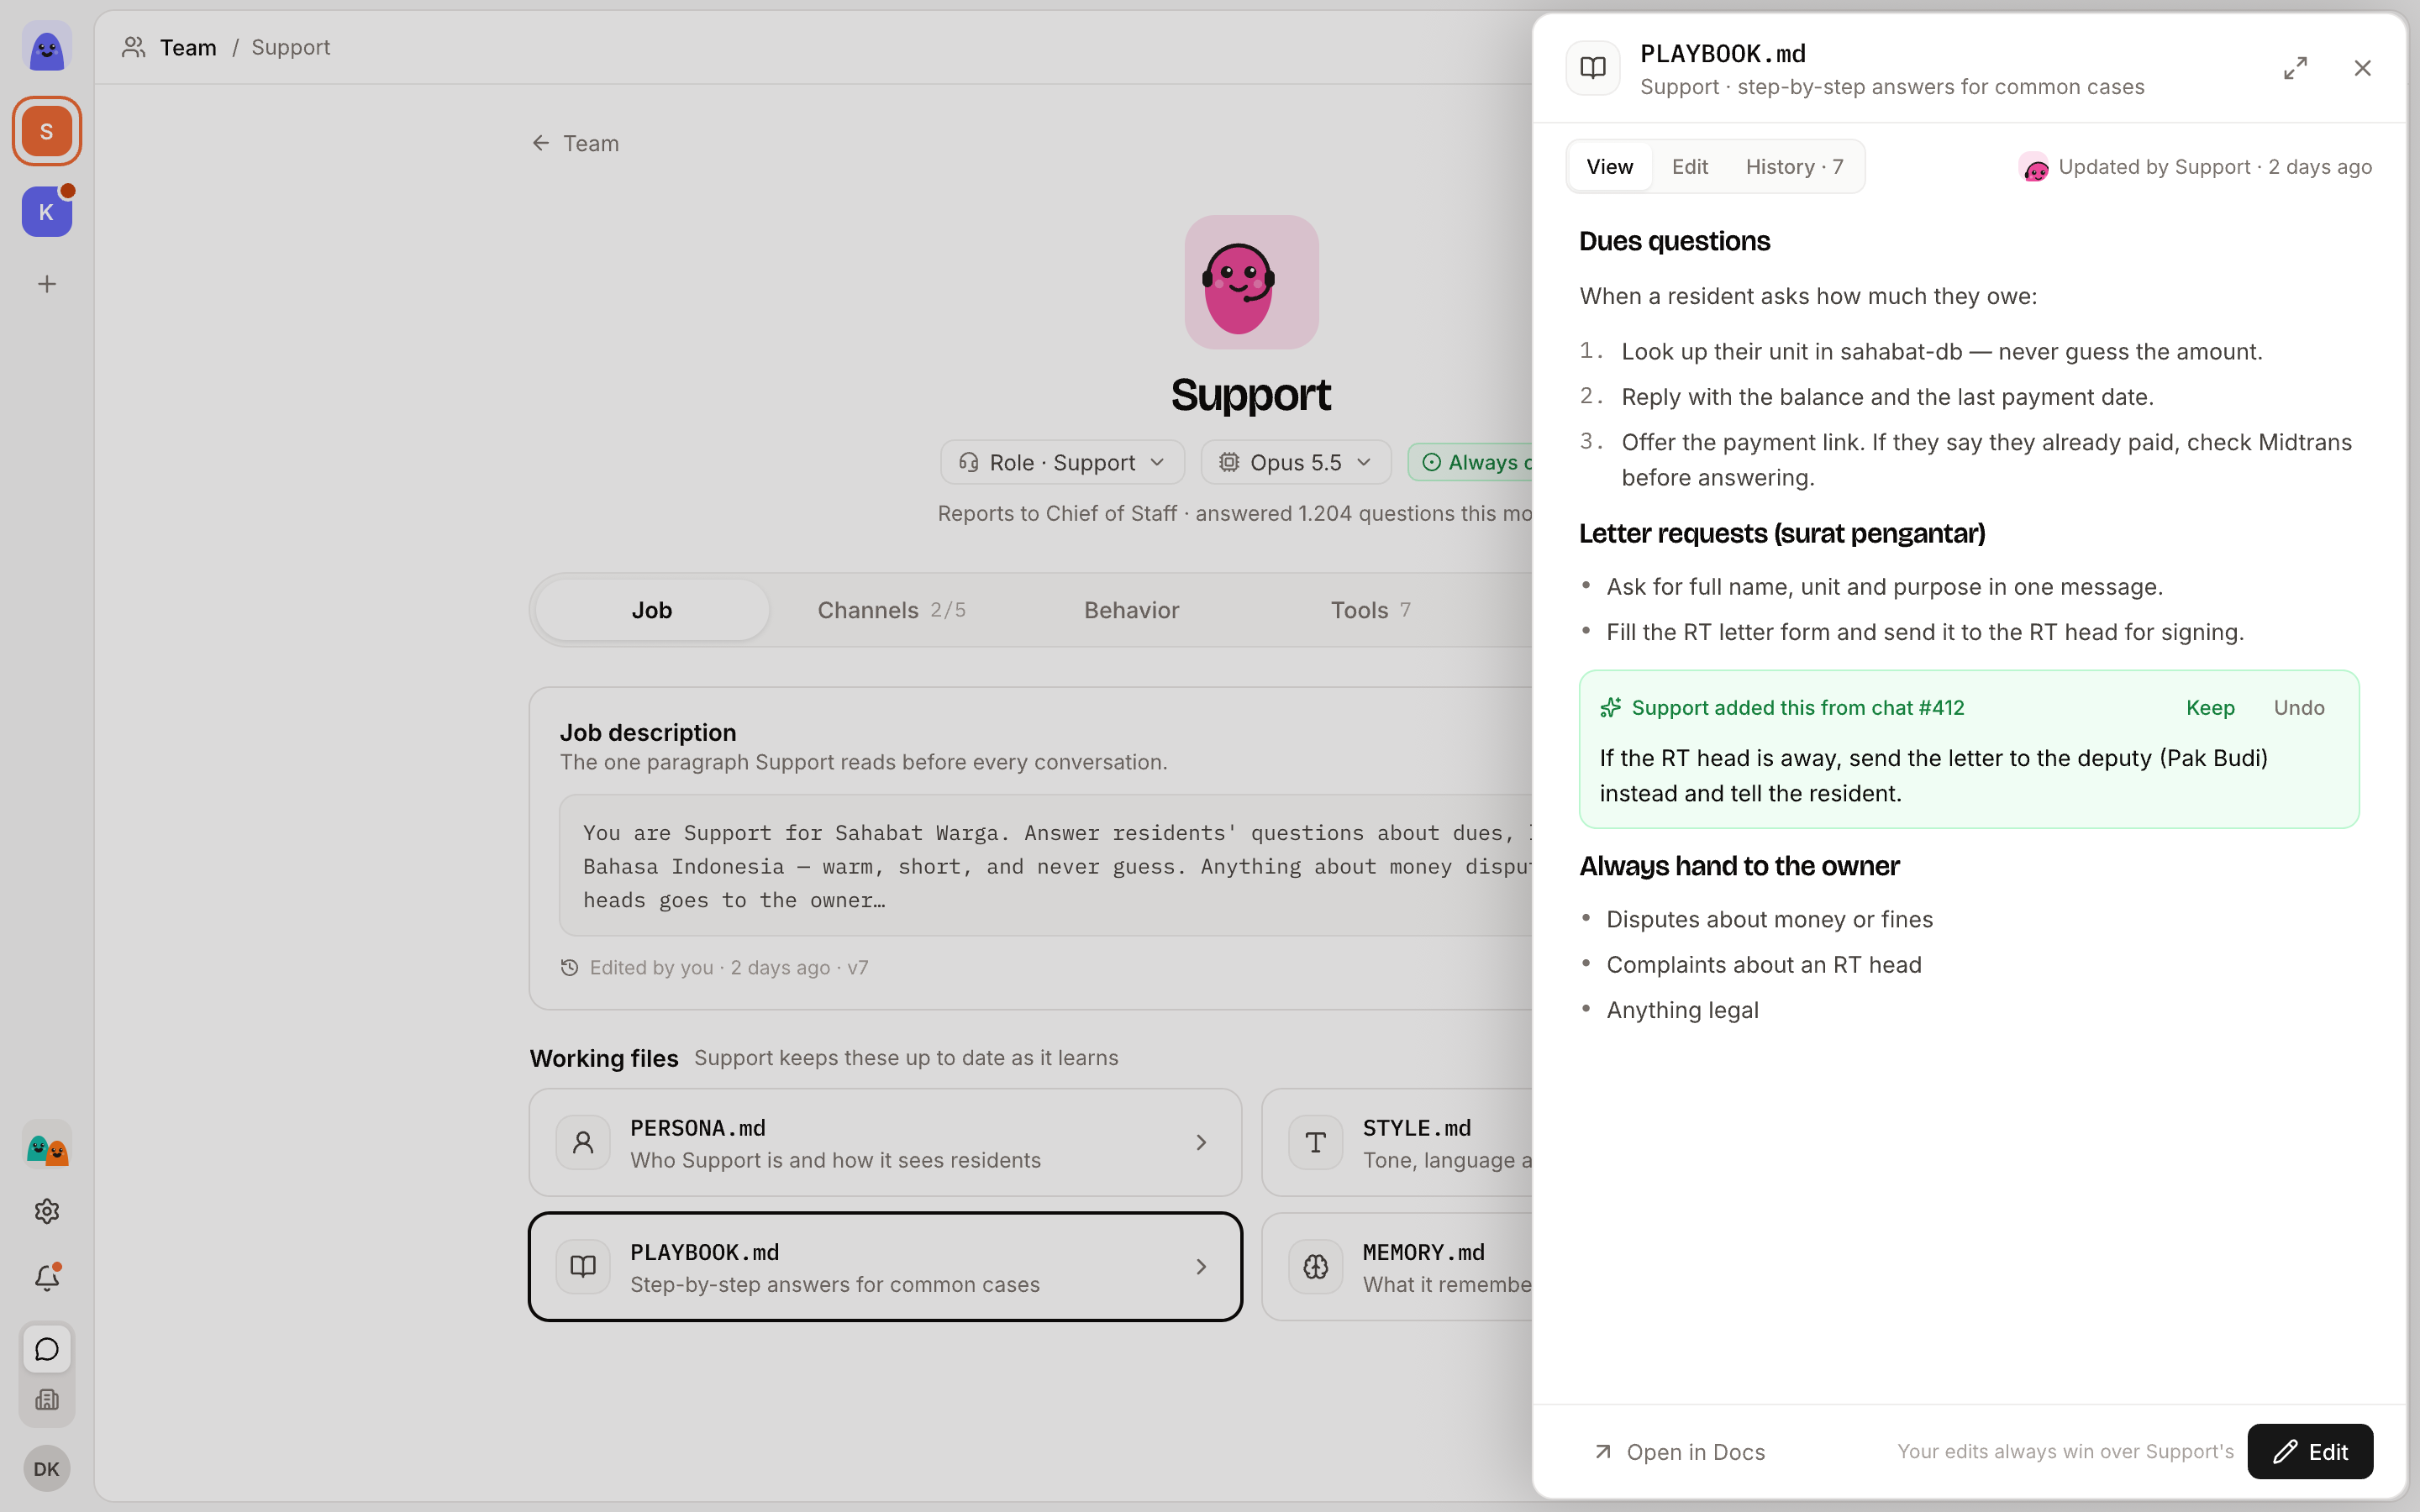 Team / Support
S
K
DK
Team
Support
Role · Support
Opus 5.5
Always
Reports to Chief of Staff · answered 1.204 questions this mo
Job
Channels 2/5
Behavior
Tools 7
Job description
The one paragraph Support reads before every conversation.
You are Support for Sahabat Warga. Answer residents' questions about dues,
Bahasa Indonesia — warm, short, and never guess. Anything about money dispu
heads goes to the owner…
Edited by you · 2 days ago · v7
Working files Support keeps these up to date as it learns
PERSONA.md
Who Support is and how it sees residents
STYLE.md
Tone, language a
PLAYBOOK.md
Step-by-step answers for common cases
MEMORY.md
What it remembe
PLAYBOOK.md
Support · step-by-step answers for common cases
View
Edit
History · 7
Updated by Support · 2 days ago
Dues questions
When a resident asks how much they owe:
1. Look up their unit in sahabat-db — never guess the amount.
2. Reply with the balance and the last payment date.
3. Offer the payment link. If they say they already paid, check Midtrans
before answering.
Letter requests (surat pengantar)
• Ask for full name, unit and purpose in one message.
• Fill the RT letter form and send it to the RT head for signing.
Support added this from chat #412
Keep
Undo
If the RT head is away, send the letter to the deputy (Pak Budi)
instead and tell the resident.
Always hand to the owner
• Disputes about money or fines
• Complaints about an RT head
• Anything legal
Open in Docs
Your edits always win over Support's
Edit